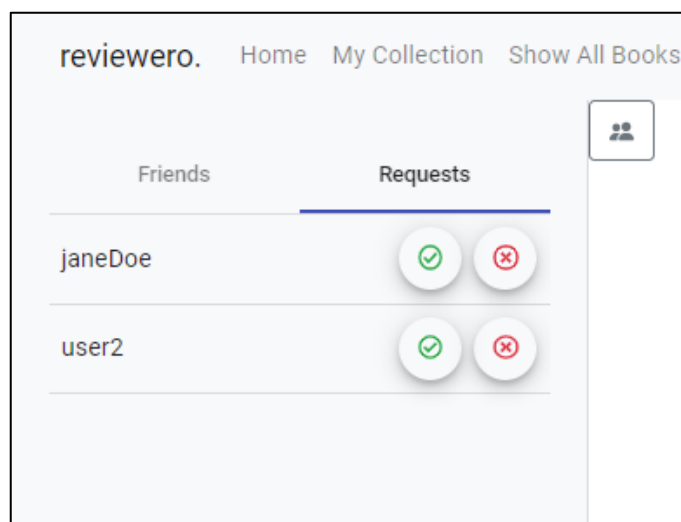 reviewero. Home My Collection Show All Books
Friends Requests
janeDoe
user2